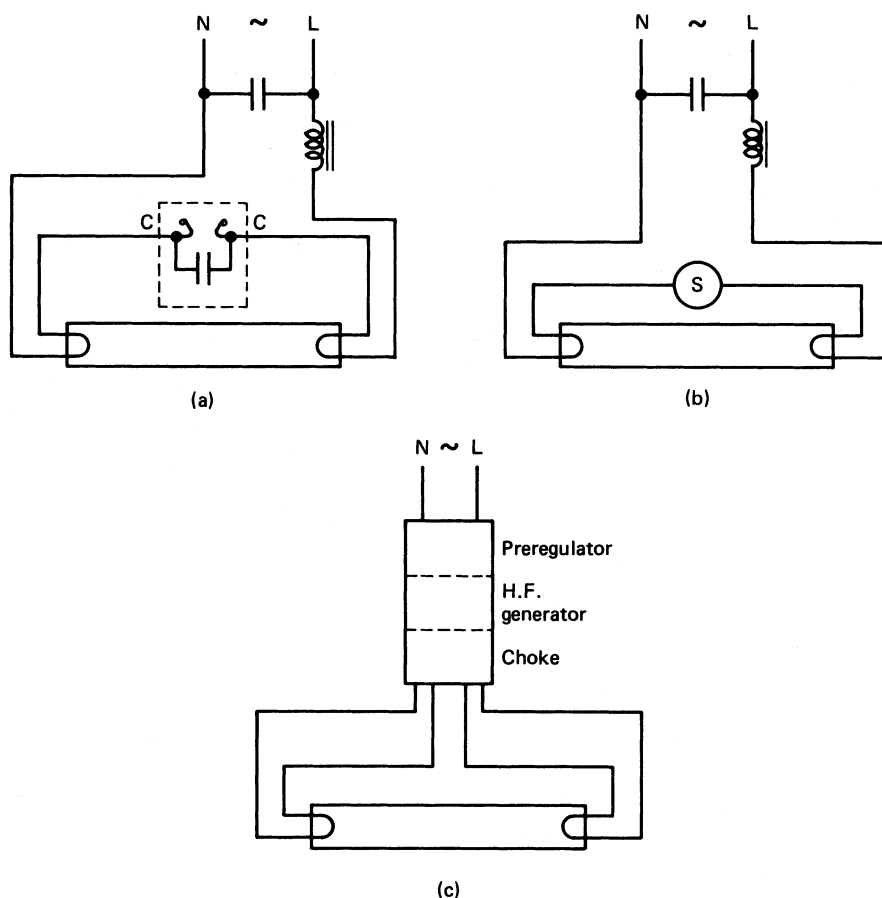 N ~ L
C C
(a)
N ~ L
S
(b)
N ~ L
Preregulator
H.F.
generator
Choke
(c)